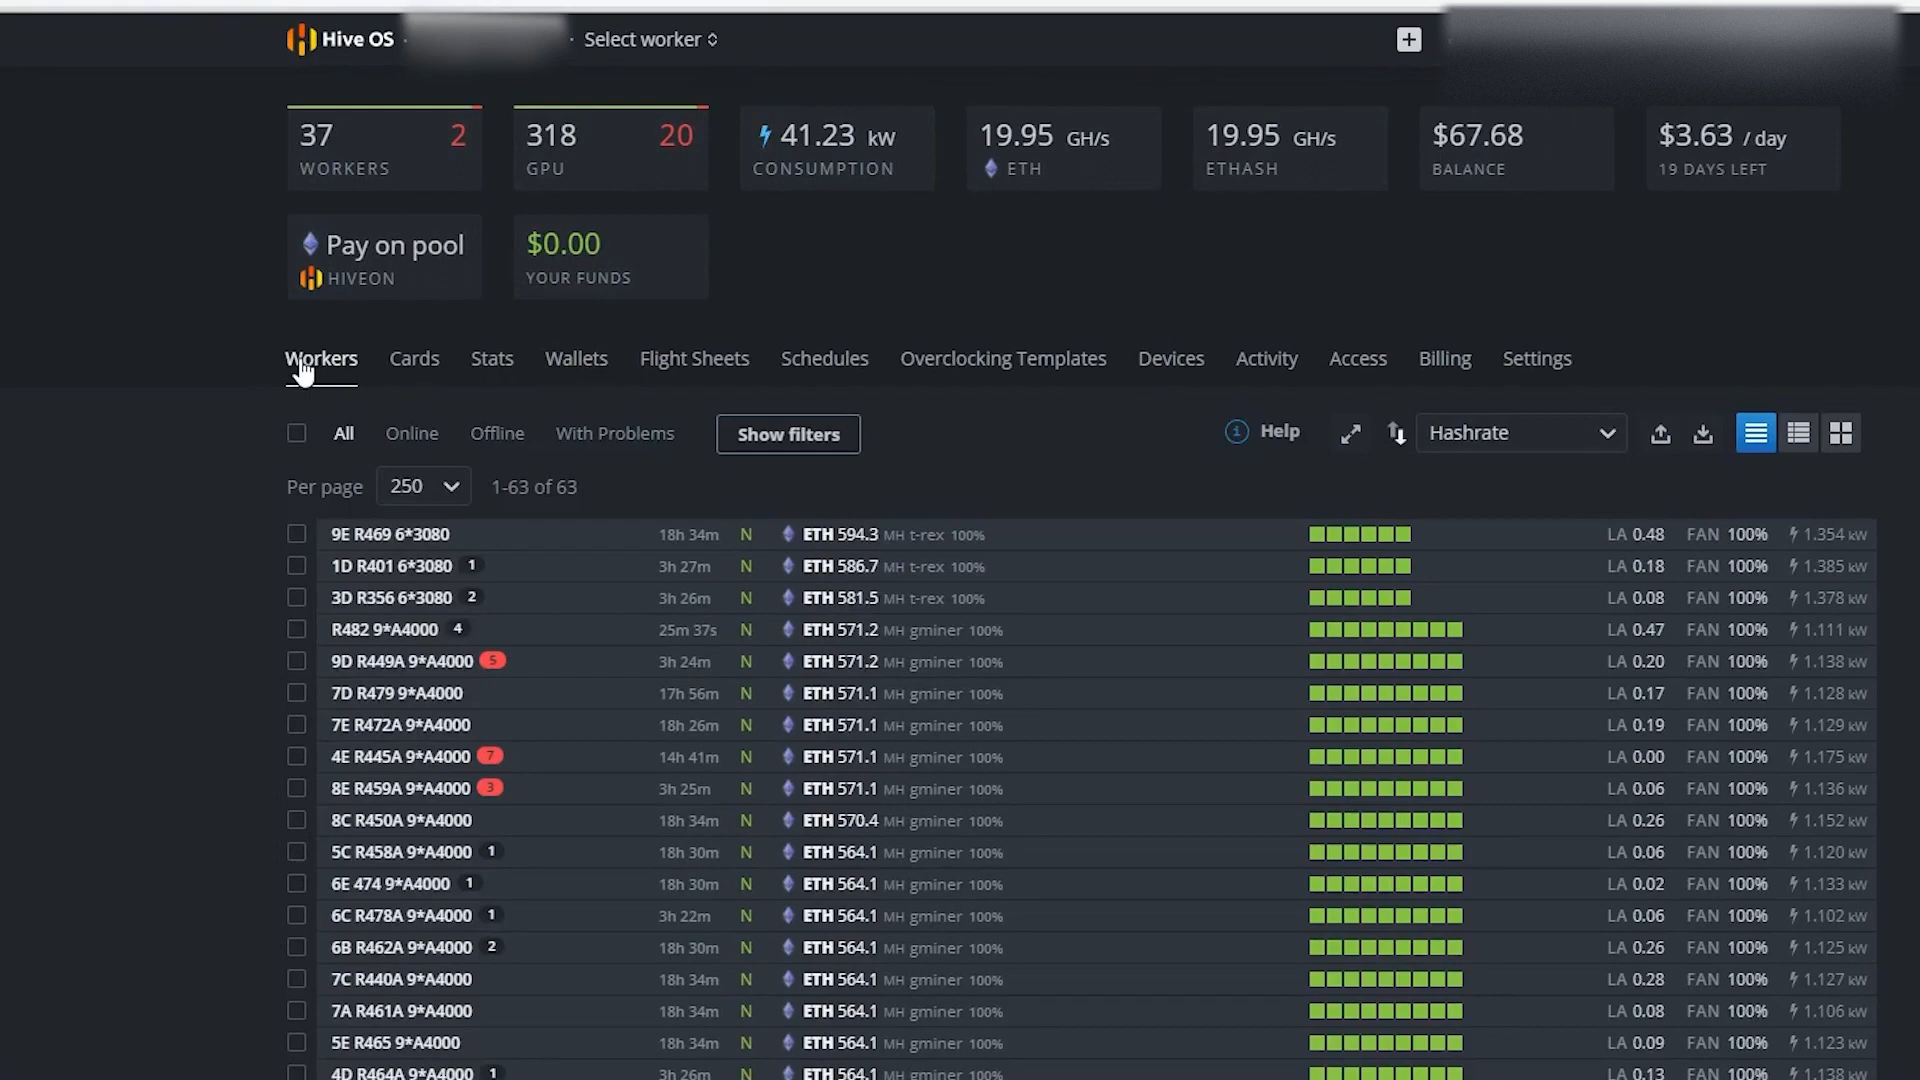 Hive OS · · Select worker
37 2 318 20 41.23 kW 19.95 GH/s 19.95 GH/s $67.68 $3.63 / day
WORKERS GPU CONSUMPTION ETH ETHASH BALANCE 19 DAYS LEFT
Pay on pool $0.00
HIVEON YOUR FUNDS
Workers Cards Stats Wallets Flight Sheets Schedules Overclocking Templates Devices Activity Access Billing Settings
All Online Offline With Problems Show filters Help Hashrate
Per page 250 1-63 of 63
9E R469 6*3080 18h 34m N ETH 594.3 MH t-rex 100% LA 0.48 FAN 100% 1.354 kW
1D R401 6*3080 1 3h 27m N ETH 586.7 MH t-rex 100% LA 0.18 FAN 100% 1.385 kW
3D R356 6*3080 2 3h 26m N ETH 581.5 MH t-rex 100% LA 0.08 FAN 100% 1.378 kW
R482 9*A4000 4 25m 37s N ETH 571.2 MH gminer 100% LA 0.47 FAN 100% 1.111 kW
9D R449A 9*A4000 5 3h 24m N ETH 571.2 MH gminer 100% LA 0.20 FAN 100% 1.138 kW
7D R479 9*A4000 17h 56m N ETH 571.1 MH gminer 100% LA 0.17 FAN 100% 1.128 kW
7E R472A 9*A4000 18h 26m N ETH 571.1 MH gminer 100% LA 0.19 FAN 100% 1.129 kW
4E R445A 9*A4000 7 14h 41m N ETH 571.1 MH gminer 100% LA 0.00 FAN 100% 1.175 kW
8E R459A 9*A4000 3 3h 25m N ETH 571.1 MH gminer 100% LA 0.06 FAN 100% 1.136 kW
8C R450A 9*A4000 18h 34m N ETH 570.4 MH gminer 100% LA 0.26 FAN 100% 1.152 kW
5C R458A 9*A4000 1 18h 30m N ETH 564.1 MH gminer 100% LA 0.06 FAN 100% 1.120 kW
6E 474 9*A4000 1 18h 30m N ETH 564.1 MH gminer 100% LA 0.02 FAN 100% 1.133 kW
6C R478A 9*A4000 1 3h 22m N ETH 564.1 MH gminer 100% LA 0.06 FAN 100% 1.102 kW
6B R462A 9*A4000 2 18h 30m N ETH 564.1 MH gminer 100% LA 0.26 FAN 100% 1.125 kW
7C R440A 9*A4000 18h 34m N ETH 564.1 MH gminer 100% LA 0.28 FAN 100% 1.127 kW
7A R461A 9*A4000 18h 34m N ETH 564.1 MH gminer 100% LA 0.08 FAN 100% 1.106 kW
5E R465 9*A4000 18h 34m N ETH 564.1 MH gminer 100% LA 0.09 FAN 100% 1.123 kW
4D R464A 9*A4000 1 3h 26m N ETH 564.1 MH gminer 100% LA 0.13 FAN 100% 1.138 kW